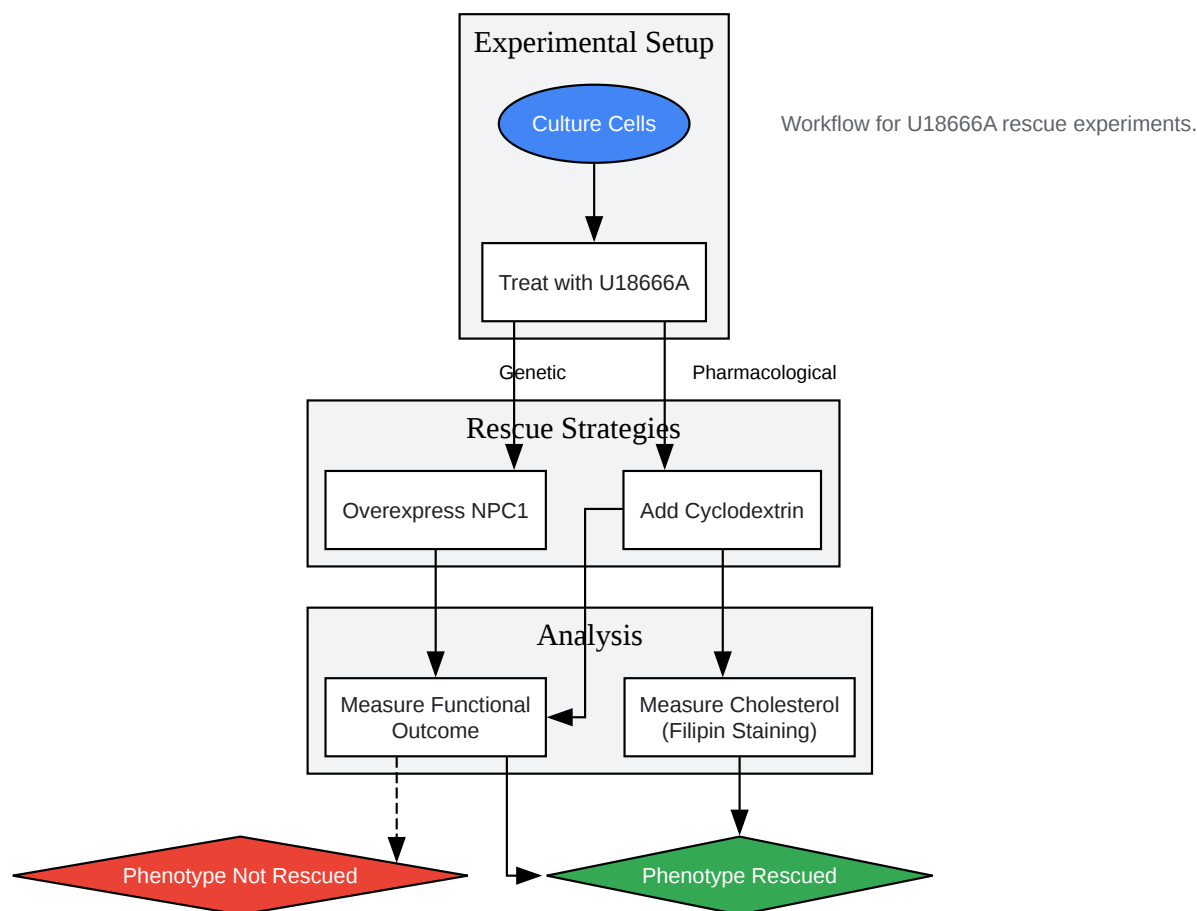 Experimental Setup
Culture Cells
Workflow for U18666A rescue experiments.
Treat with U18666A
Genetic
Pharmacological
Rescue Strategies
Overexpress NPC1
Add Cyclodextrin
Analysis
Measure Functional
Outcome
Measure Cholesterol
(Filipin Staining)
Phenotype Not Rescued
Phenotype Rescued